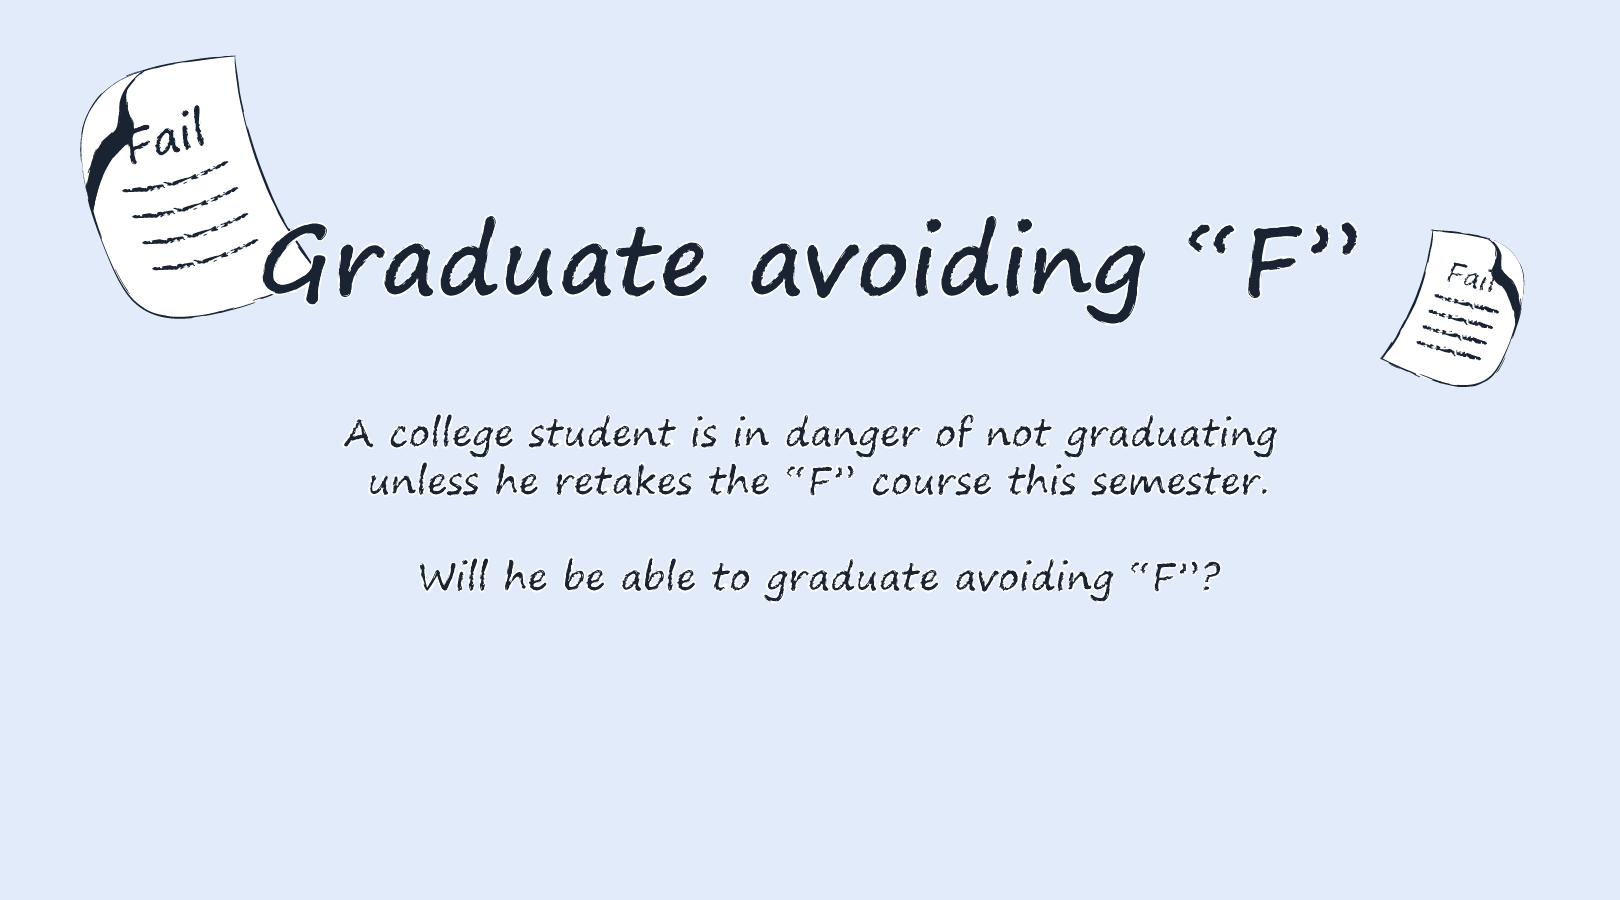 Fail
Graduate avoiding “F”
Fail
A college student is in danger of not graduating
unless he retakes the “F” course this semester.
Will he be able to graduate avoiding “F”?